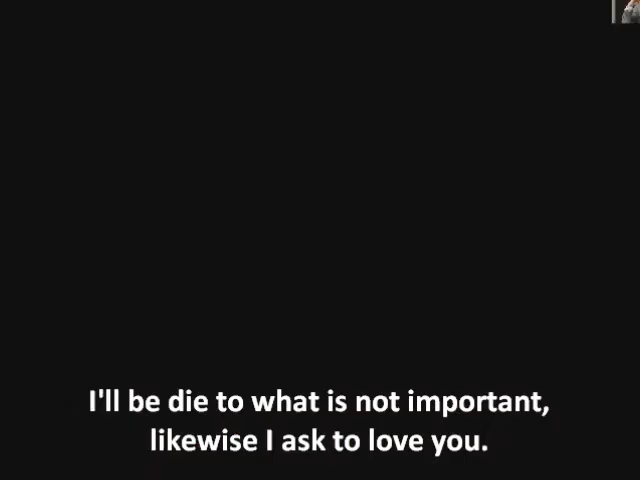 I'll be die to what is not important,
likewise I ask to love you.